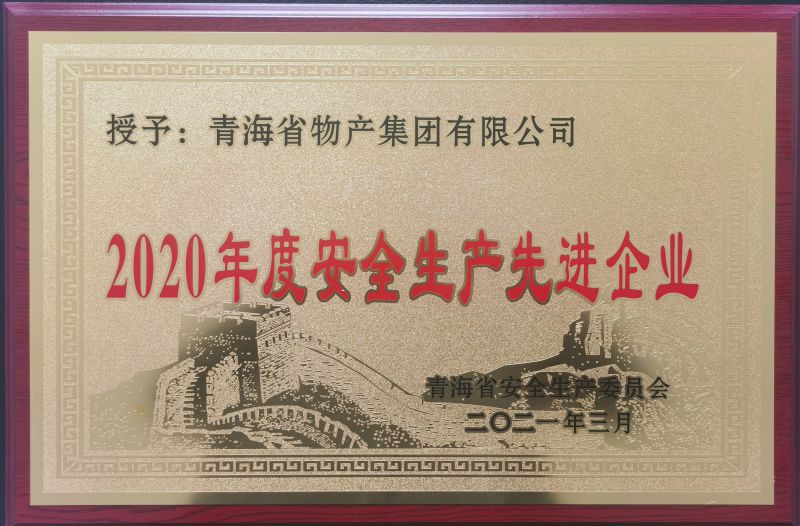 授予：青海省物产集团有限公司
2020年度安全生产先进企业
青海省安全生产委员会
二〇二一年三月